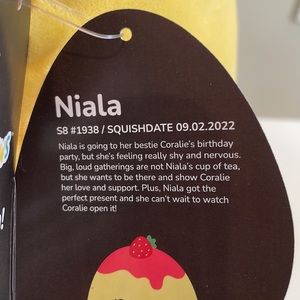 Niala
S8 #1938 / SQUISHDATE 09.02.2022
Niala is going to her bestie Coralie's birthday
party, but she's feeling really shy and nervous.
Big, loud gatherings are not Niala's cup of tea,
but she wants to be there and show Coralie
her love and support. Plus, Niala got the
perfect present and she can't wait to watch
Coralie open it!